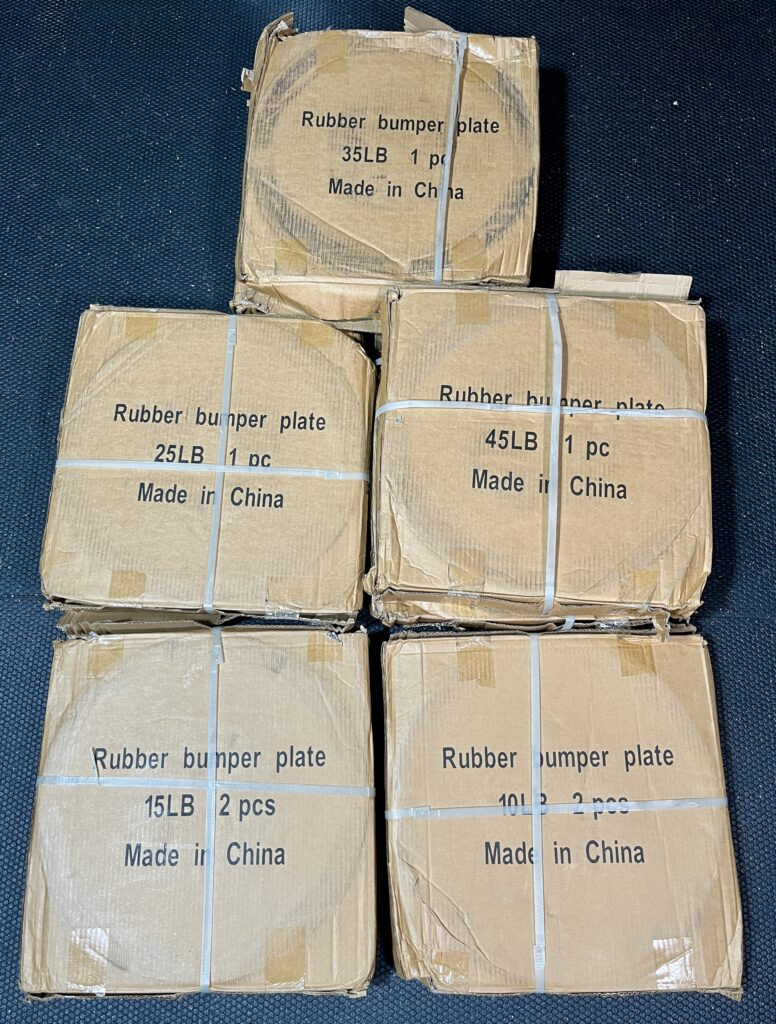 Rubber bumper plate
35LB 1 pc
Made in China
Rubber bumper plate
25LB 1 pc
Made in China
Rubber bumper plate
45LB 1 pc
Made in China
Rubber bumper plate
15LB 2 pcs
Made in China
Rubber bumper plate
10LB 2 pcs
Made in China